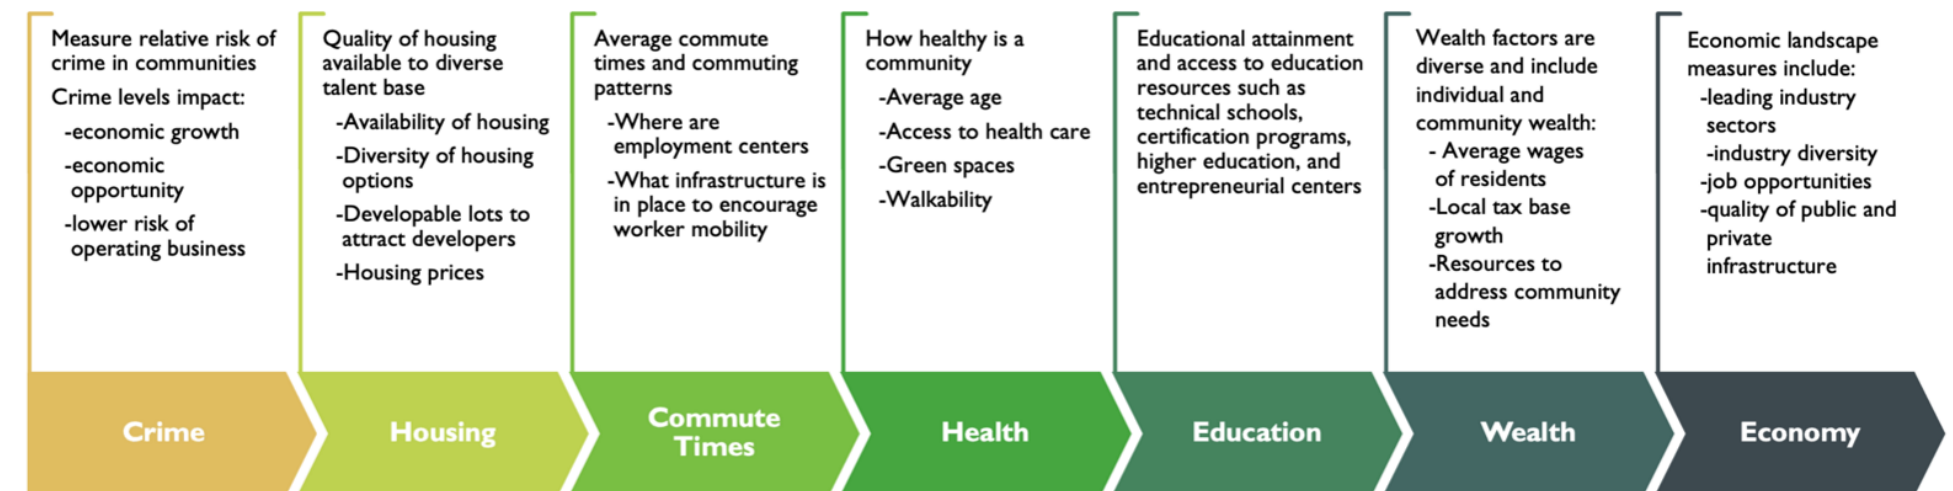 Measure relative risk of
crime in communities
Crime levels impact:
-economic growth
-economic
opportunity
-lower risk of
operating business
Crime
Quality of housing
available to diverse
talent base
-Availability of housing
-Diversity of housing
options
-Developable lots to
attract developers
-Housing prices
Housing
Average commute
times and commuting
patterns
-Where are
employment centers
-What infrastructure is
in place to encourage
worker mobility
Commute
Times
How healthy is a
community
-Average age
-Access to health care
-Green spaces
-Walkability
Health
Educational attainment
and access to education
resources such as
technical schools,
certification programs,
higher education, and
entrepreneurial centers
Education
Wealth factors are
diverse and include
individual and
community wealth:
- Average wages
of residents
-Local tax base
growth
-Resources to
address community
needs
Wealth
Economic landscape
measures include:
-leading industry
sectors
-industry diversity
-job opportunities
-quality of public and
private
infrastructure
Economy